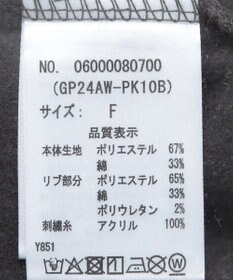 NO. 06000080700
(GP24AW-PK10B)
サイズ: F
品質表示
本体生地 ポリエステル 67%
綿 33%
リブ部分 ポリエステル 65%
綿 33%
ポリウレタン 2%
刺繍糸 アクリル 100%
Y851